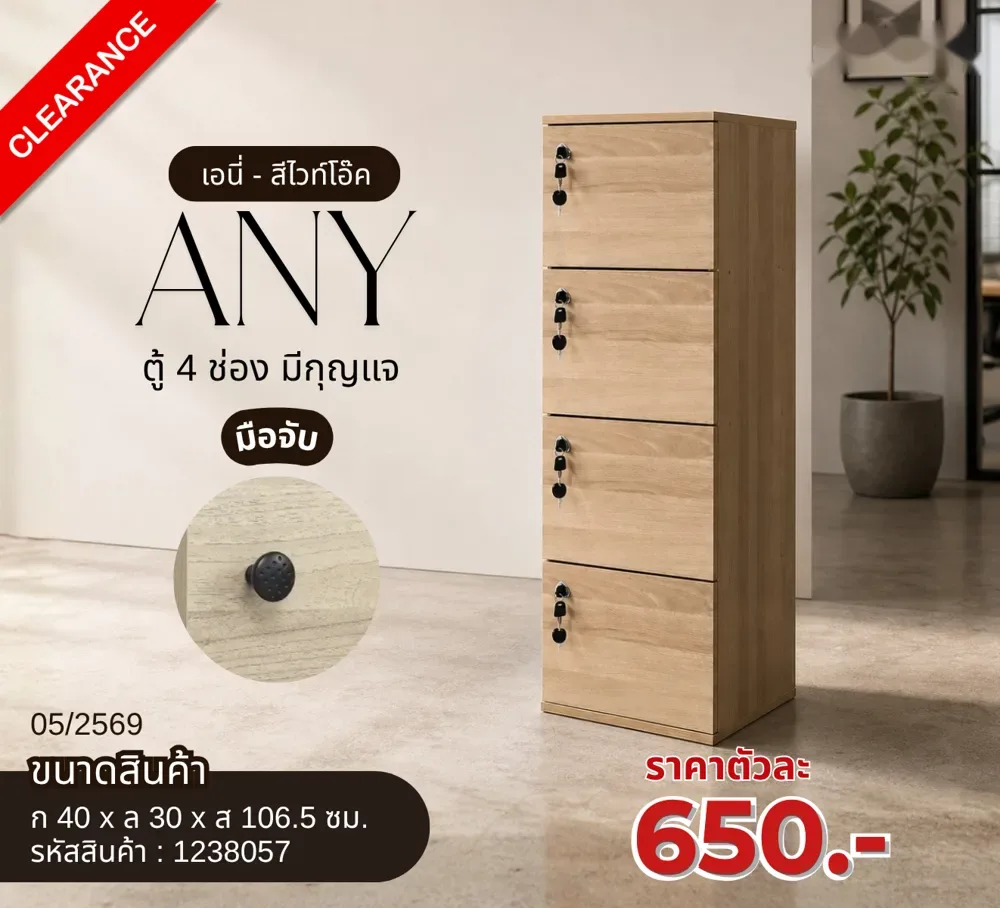 CLEARANCE
เอนี่ - สีไวท์โอ๊ค
ANY
ตู้ 4 ช่อง มีกุญแจ
มือจับ
05/2569
ขนาดสินค้า
ก 40 x ล 30 x ส 106.5 ซม.
รหัสสินค้า : 1238057
ราคาตัวละ
650.-